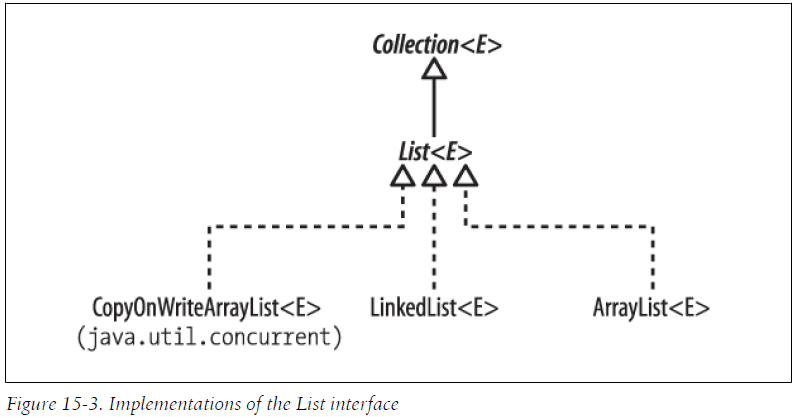 Collection<E>
List<E>
CopyOnWriteArrayList<E> LinkedList<E> ArrayList<E>
(java.util.concurrent)
Figure 15-3. Implementations of the List interface